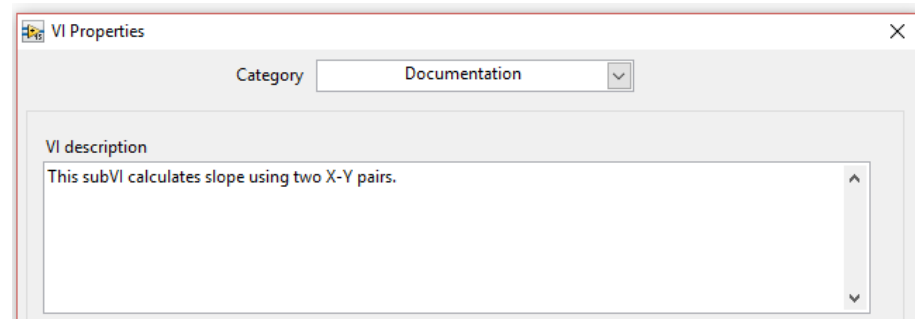 VI Properties
Category Documentation
VI description
This subVI calculates slope using two X-Y pairs.